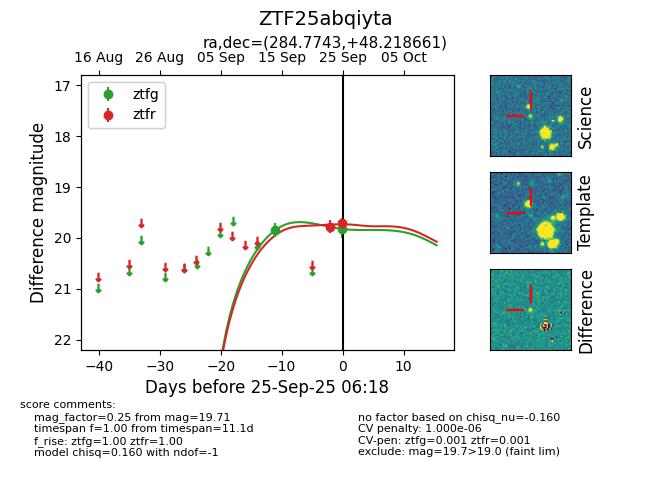 ZTF25abqiyta
ra,dec=(284.7743,+48.218661)
16 Aug 26 Aug 05 Sep 15 Sep 25 Sep 05 Oct
ztfg
ztfr
17
18
19
20
21
22
Difference magnitude
−40 −30 −20 −10 0 10
Days before 25-Sep-25 06:18
Science
Template
Difference
score comments:
mag_factor=0.25 from mag=19.71
timespan f=1.00 from timespan=11.1d
f_rise: ztfg=1.00 ztfr=1.00
model chisq=0.160 with ndof=-1
no factor based on chisq_nu=-0.160
CV penalty: 1.000e-06
CV-pen: ztfg=0.001 ztfr=0.001
exclude: mag=19.7>19.0 (faint lim)